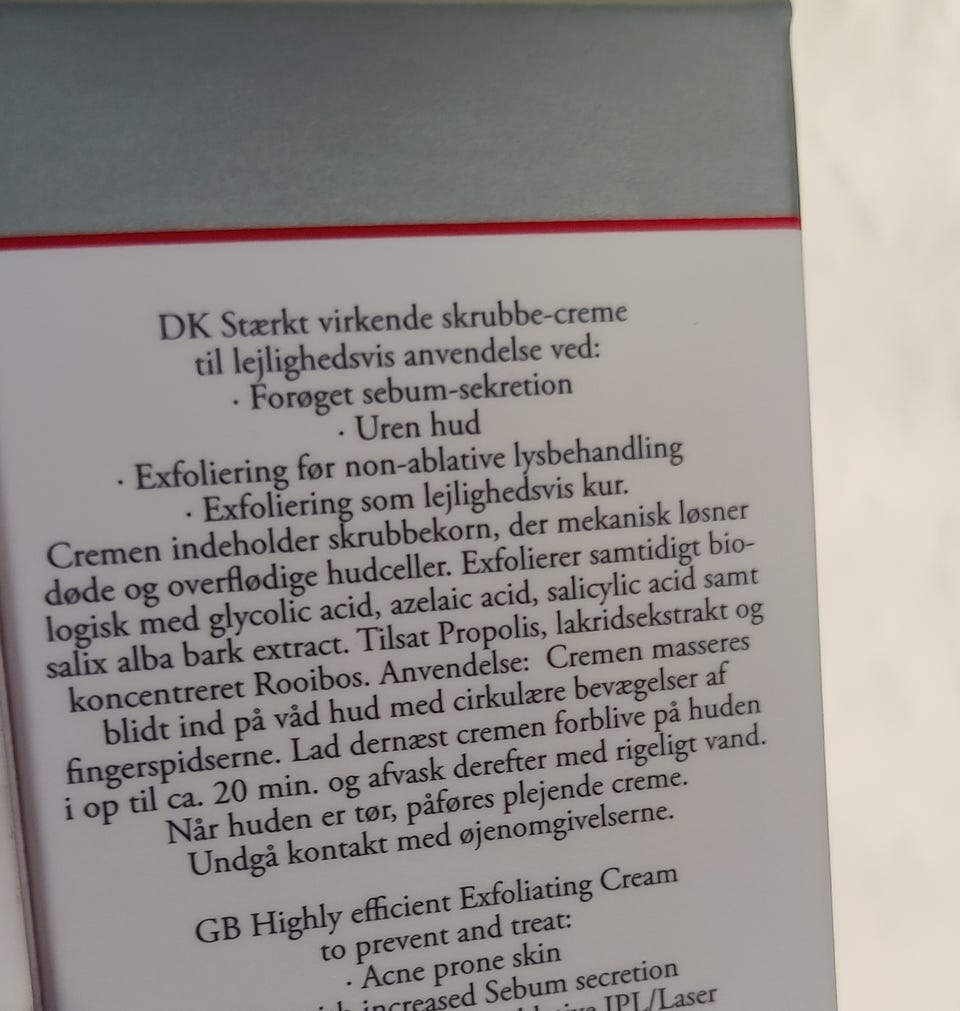 DK Stærkt virkende skrubbe-creme
til lejlighedsvis anvendelse ved:
· Forøget sebum-sekretion
· Uren hud
· Exfoliering før non-ablative lysbehandling
· Exfoliering som lejlighedsvis kur.
Cremen indeholder skrubbekorn, der mekanisk løsner
døde og overflødige hudceller. Exfolierer samtidigt bio-
logisk med glycolic acid, azelaic acid, salicylic acid samt
salix alba bark extract. Tilsat Propolis, lakridsekstrakt og
koncentreret Rooibos. Anvendelse: Cremen masseres
blidt ind på våd hud med cirkulære bevægelser af
fingerspidserne. Lad dernæst cremen forblive på huden
i op til ca. 20 min. og afvask derefter med rigeligt vand.
Når huden er tør, påføres plejende creme.
Undgå kontakt med øjenomgivelserne.
GB Highly efficient Exfoliating Cream
to prevent and treat:
· Acne prone skin
increased Sebum secretion
IPL/Laser